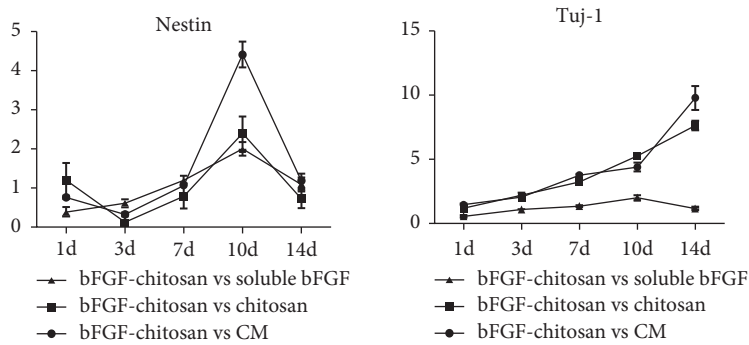 Nestin
5
4
3
2
1
0
1d 3d 7d 10d 14d
bFGF-chitosan vs soluble bFGF
bFGF-chitosan vs chitosan
bFGF-chitosan vs CM
Tuj-1
15
10
5
0
1d 3d 7d 10d 14d
bFGF-chitosan vs soluble bFGF
bFGF-chitosan vs chitosan
bFGF-chitosan vs CM